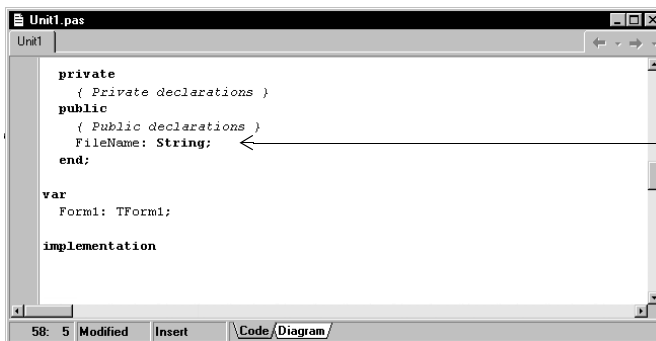 Unit1.pas
Unit1
private
{ Private declarations }
public
{ Public declarations }
FileName: String;
end;
var
Form1: TForm1;
implementation
58: 5 Modified Insert Code Diagram